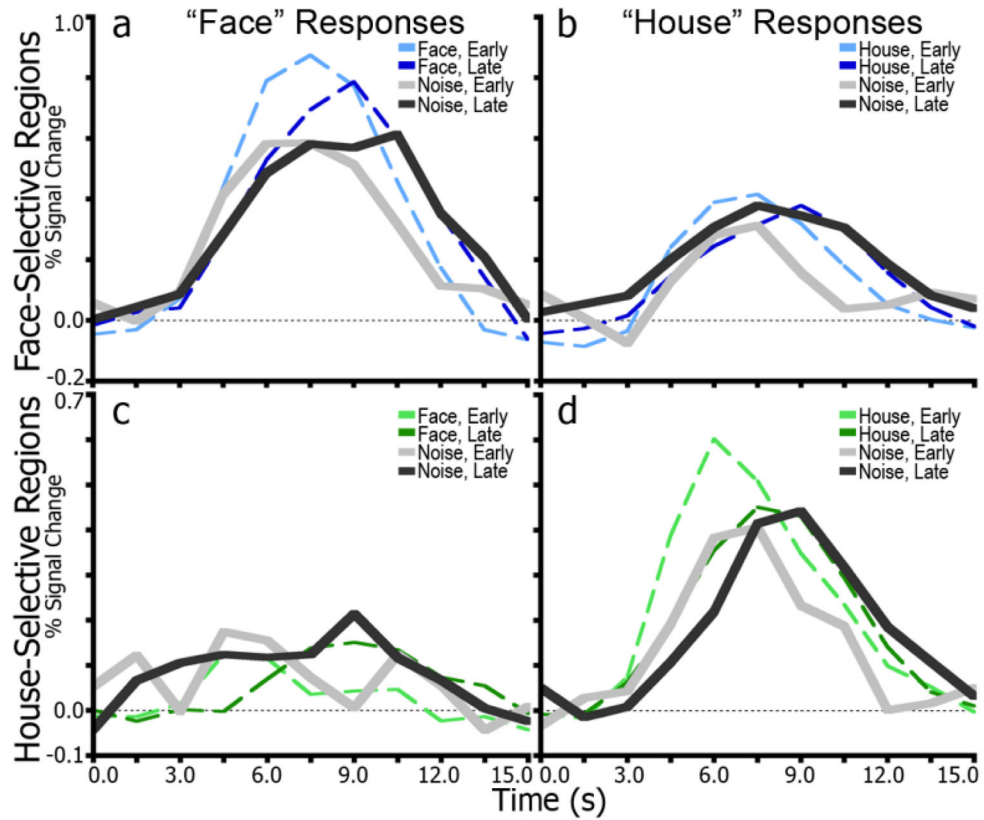 a
“Face” Responses
b
“House” Responses
Face-Selective Regions
% Signal Change
1.0
0.0
-0.2
Face, Early
Face, Late
Noise, Early
Noise, Late
House, Early
House, Late
Noise, Early
Noise, Late
House-Selective Regions
% Signal Change
0.7
0.0
-0.1
c
Face, Early
Face, Late
Noise, Early
Noise, Late
d
House, Early
House, Late
Noise, Early
Noise, Late
0.0 3.0 6.0 9.0 12.0 15.0
0.0 3.0 6.0 9.0 12.0 15.0
Time (s)